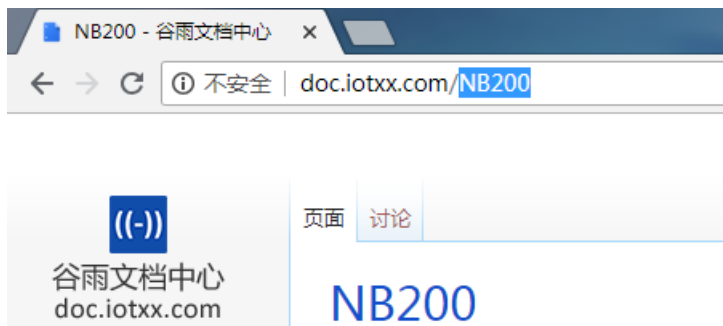 NB200 - 谷雨文档中心
不安全 doc.iotxx.com/NB200
页面 讨论
((-))
谷雨文档中心
doc.iotxx.com
NB200